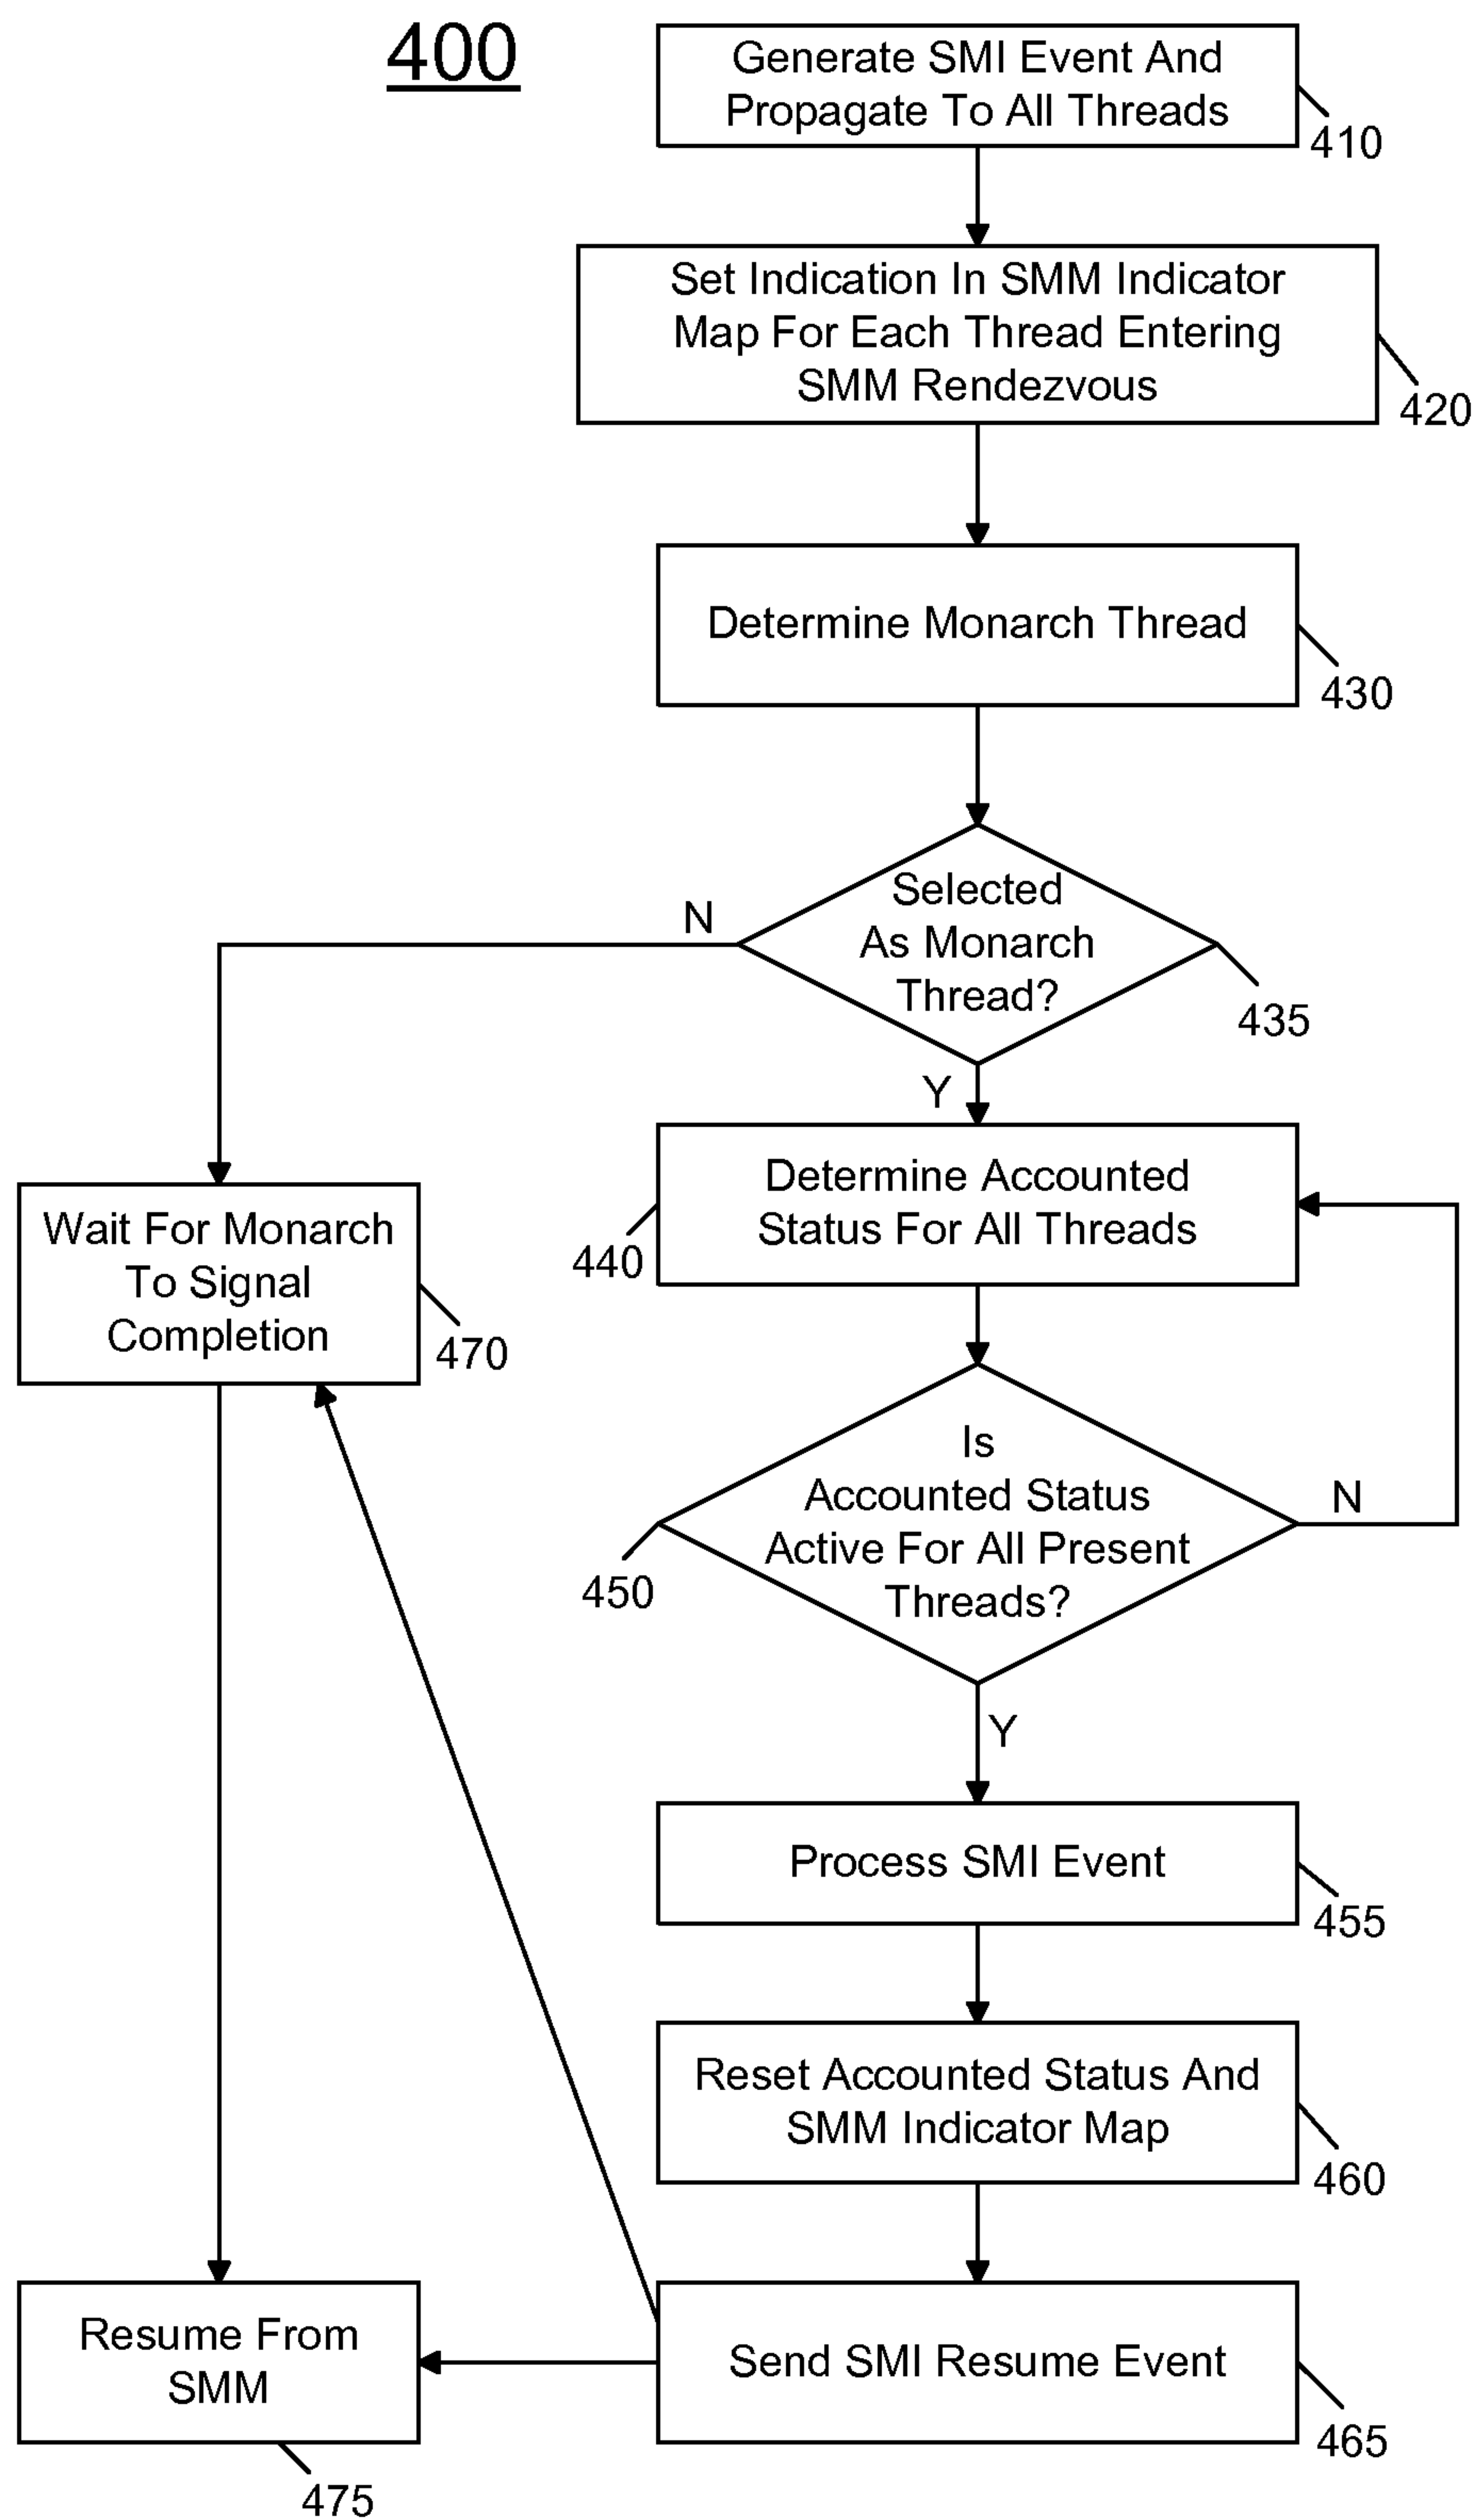 400
Generate SMI Event And
Propagate To All Threads
410
Set Indication In SMM Indicator
Map For Each Thread Entering
SMM Rendezvous
420
Determine Monarch Thread
430
Selected
As Monarch
Thread?
435
N
Y
Determine Accounted
Status For All Threads
440
Wait For Monarch
To Signal
Completion
470
Is
Accounted Status
Active For All Present
Threads?
450
N
Y
Process SMI Event
455
Reset Accounted Status And
SMM Indicator Map
460
Send SMI Resume Event
465
Resume From
SMM
475